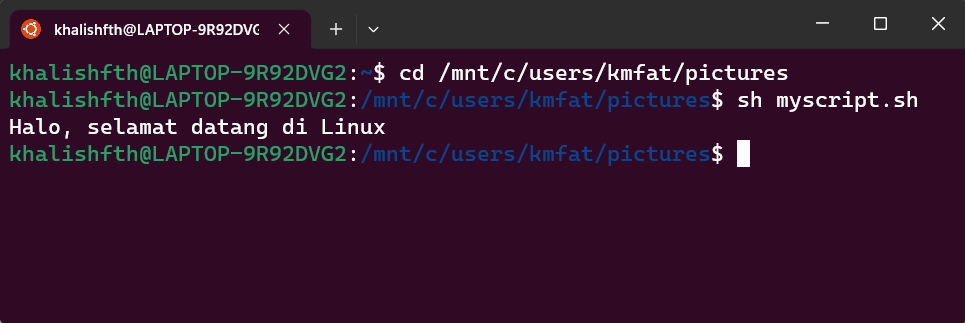 khalishfth@LAPTOP-9R92DVG
khalishfth@LAPTOP-9R92DVG2:~$ cd /mnt/c/users/kmfat/pictures
khalishfth@LAPTOP-9R92DVG2:/mnt/c/users/kmfat/pictures$ sh myscript.sh
Halo, selamat datang di Linux
khalishfth@LAPTOP-9R92DVG2:/mnt/c/users/kmfat/pictures$